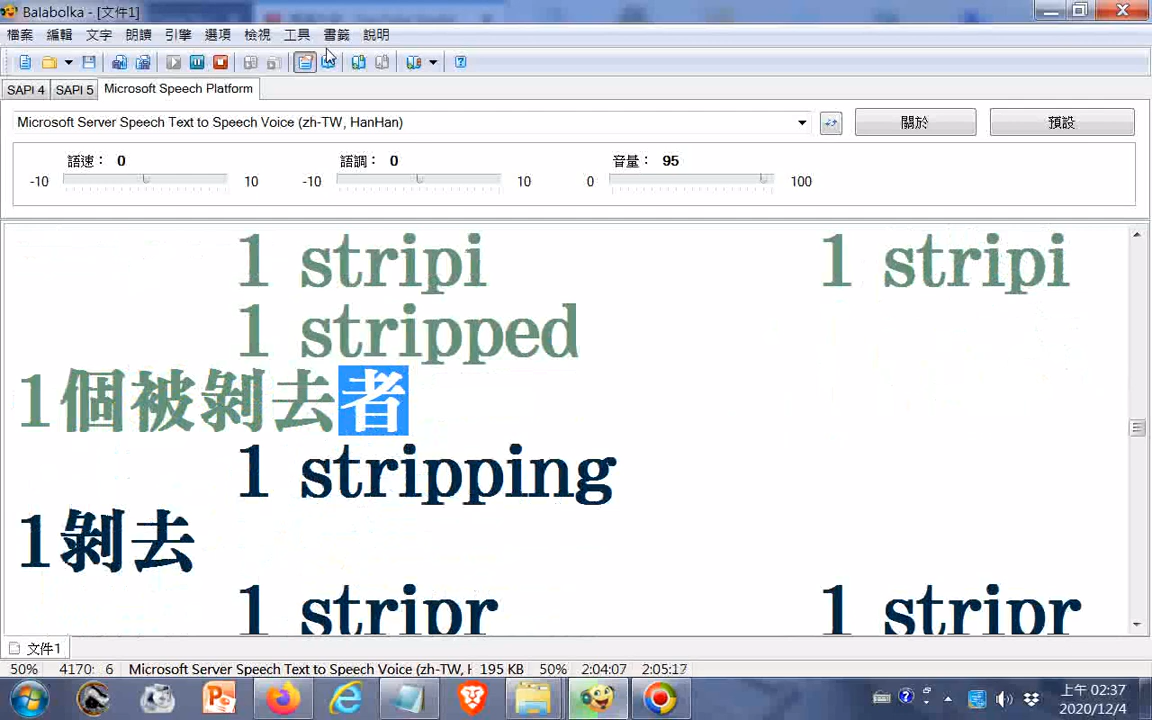 Balabolka - [文件1]
檔案 編輯 文字 朗讀 引擎 選項 檢視 工具 書籤 說明
SAPI 4 SAPI 5 Microsoft Speech Platform
Microsoft Server Speech Text to Speech Voice (zh-TW, HanHan) 關於 預設
語速： 0 語調： 0 音量： 95
-10 10 -10 10 0 100
1 stripi 1 stripi
1 stripped
1個被剝去者
1 stripping
1剝去
1 stripr 1 stripr
文件1
50% 4170: 6 Microsoft Server Speech Text to Speech Voice (zh-TW, H 195 KB 50% 2:04:07 2:05:17
上午 02:37
2020/12/4